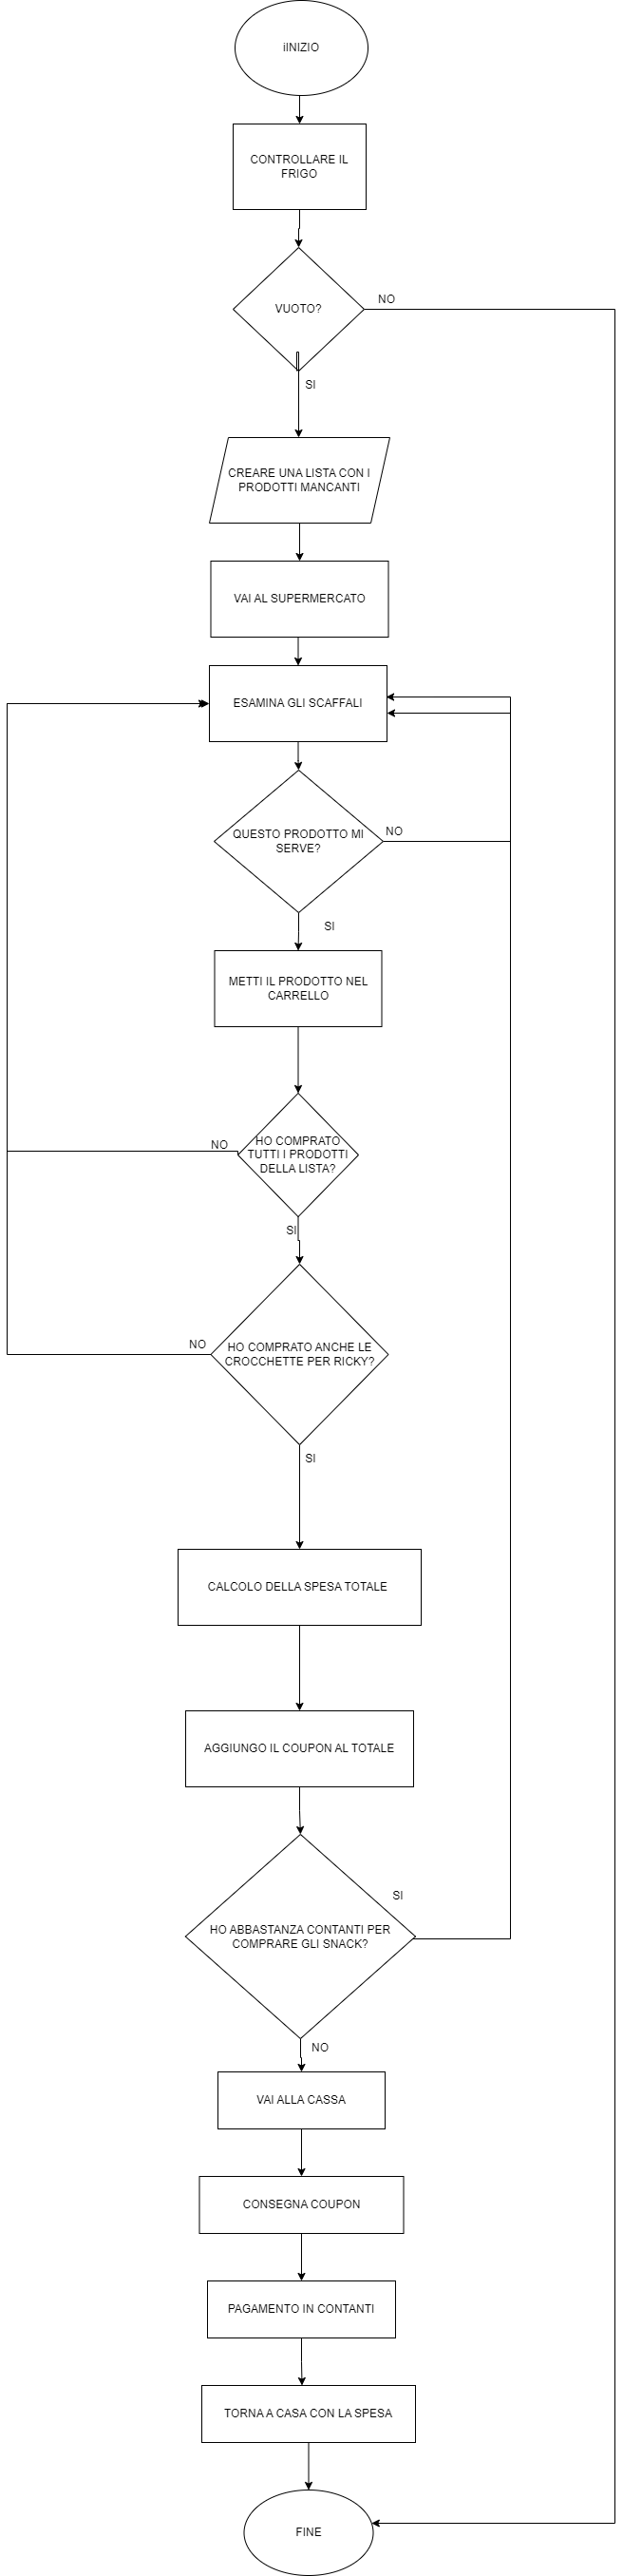 iINIZIO
CONTROLLARE IL
FRIGO
VUOTO?
NO
SI
CREARE UNA LISTA CON I
PRODOTTI MANCANTI
VAI AL SUPERMERCATO
ESAMINA GLI SCAFFALI
QUESTO PRODOTTO MI
SERVE?
NO
SI
METTI IL PRODOTTO NEL
CARRELLO
HO COMPRATO
TUTTI I PRODOTTI
DELLA LISTA?
NO
SI
HO COMPRATO ANCHE LE
CROCCHETTE PER RICKY?
NO
SI
CALCOLO DELLA SPESA TOTALE
AGGIUNGO IL COUPON AL TOTALE
SI
HO ABBASTANZA CONTANTI PER
COMPRARE GLI SNACK?
NO
VAI ALLA CASSA
CONSEGNA COUPON
PAGAMENTO IN CONTANTI
TORNA A CASA CON LA SPESA
FINE